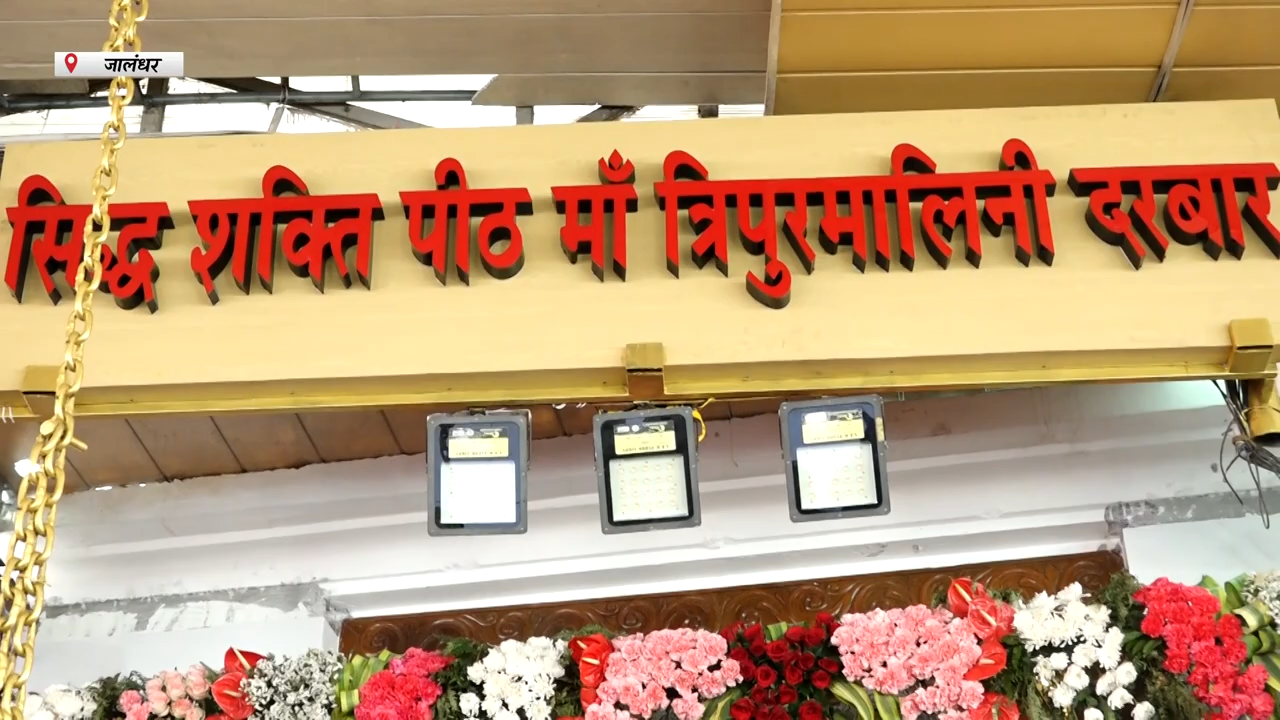 जालंधर
सिद्ध शक्ति पीठ माँ त्रिपुरमालिनी दरबार